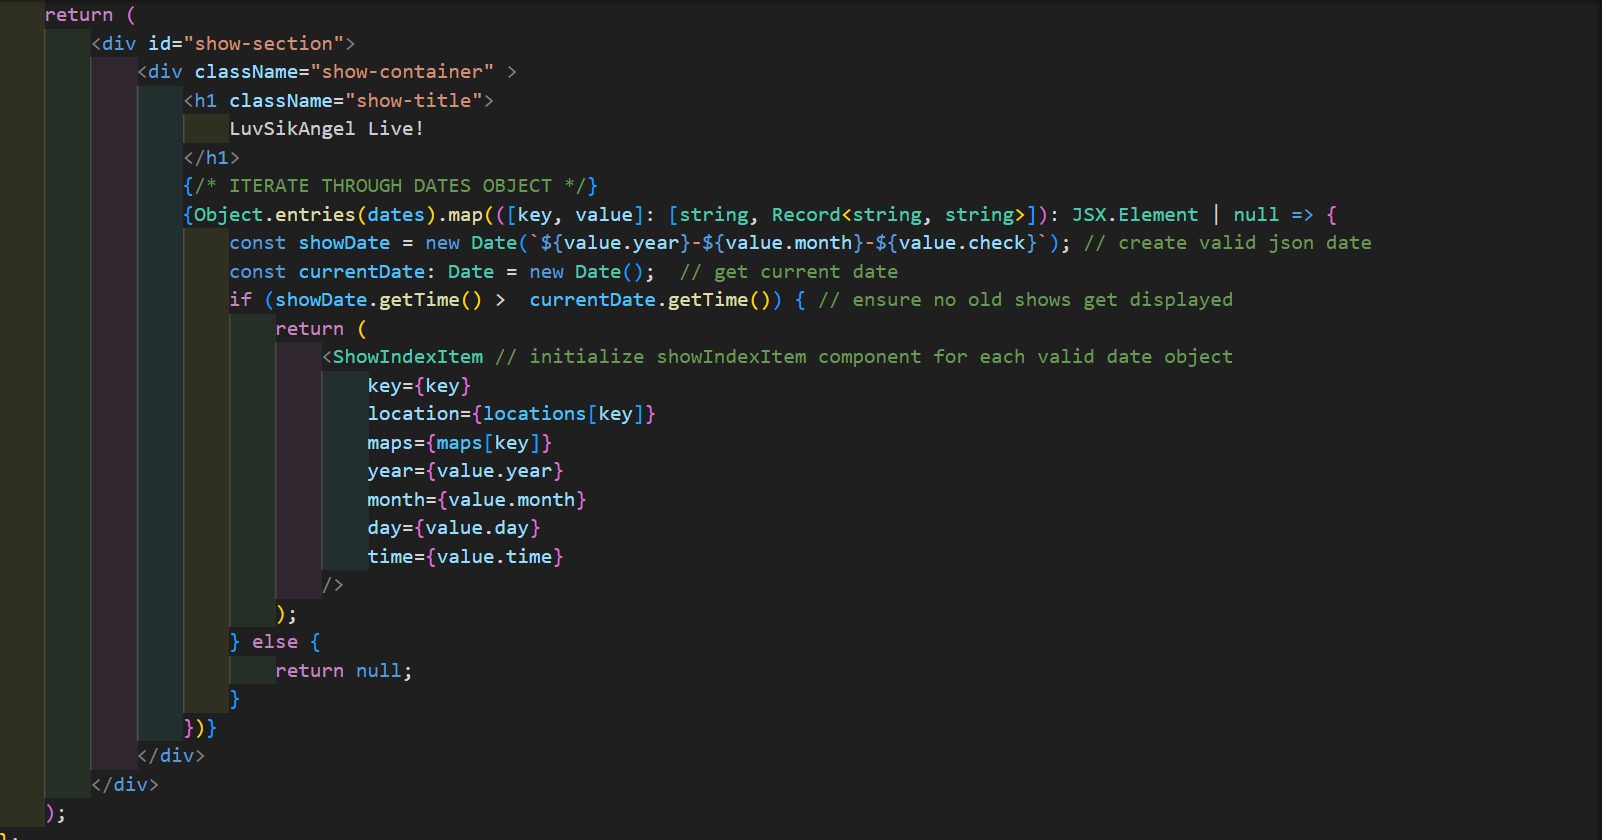 return (
<div id="show-section">
<div className="show-container" >
<h1 className="show-title">
LuvSikAngel Live!
</h1>
{/* ITERATE THROUGH DATES OBJECT */}
{Object.entries(dates).map(([key, value]: [string, Record<string, string>]): JSX.Element | null => {
const showDate = new Date(`${value.year}-${value.month}-${value.check}`); // create valid json date
const currentDate: Date = new Date();  // get current date
if (showDate.getTime() >  currentDate.getTime()) { // ensure no old shows get displayed
return (
<ShowIndexItem // initialize showIndexItem component for each valid date object
key={key}
location={locations[key]}
maps={maps[key]}
year={value.year}
month={value.month}
day={value.day}
time={value.time}
/>
);
} else {
return null;
}
})}
</div>
</div>
);
};